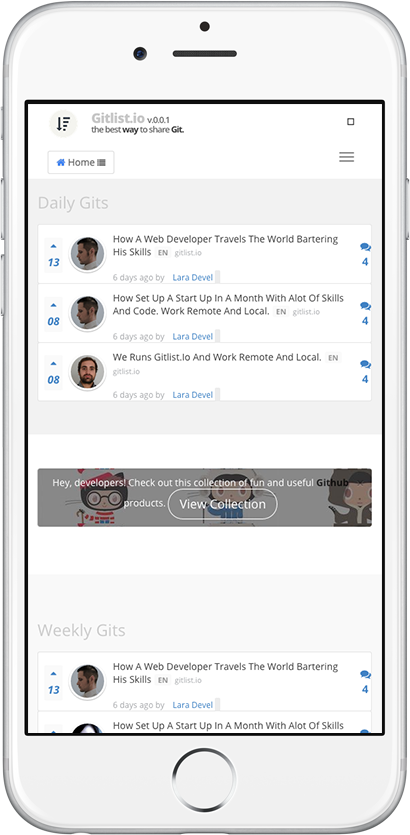 Gitlist.io v.0.0.1
the best way to share Git.
Home
Daily Gits
How A Web Developer Travels The World Bartering
His Skills EN gitlist.io
13
4
6 days ago by Lara Devel
How Set Up A Start Up In A Month With Alot Of Skills
And Code. Work Remote And Local. EN gitlist.io
08
4
6 days ago by Lara Devel
We Runs Gitlist.Io And Work Remote And Local. EN
gitlist.io
08
4
6 days ago by Lara Devel
Hey, developers! Check out this collection of fun and useful Github
products. View Collection
Weekly Gits
How A Web Developer Travels The World Bartering
His Skills EN gitlist.io
13
4
6 days ago by Lara Devel
How Set Up A Start Up In A Month With Alot Of Skills